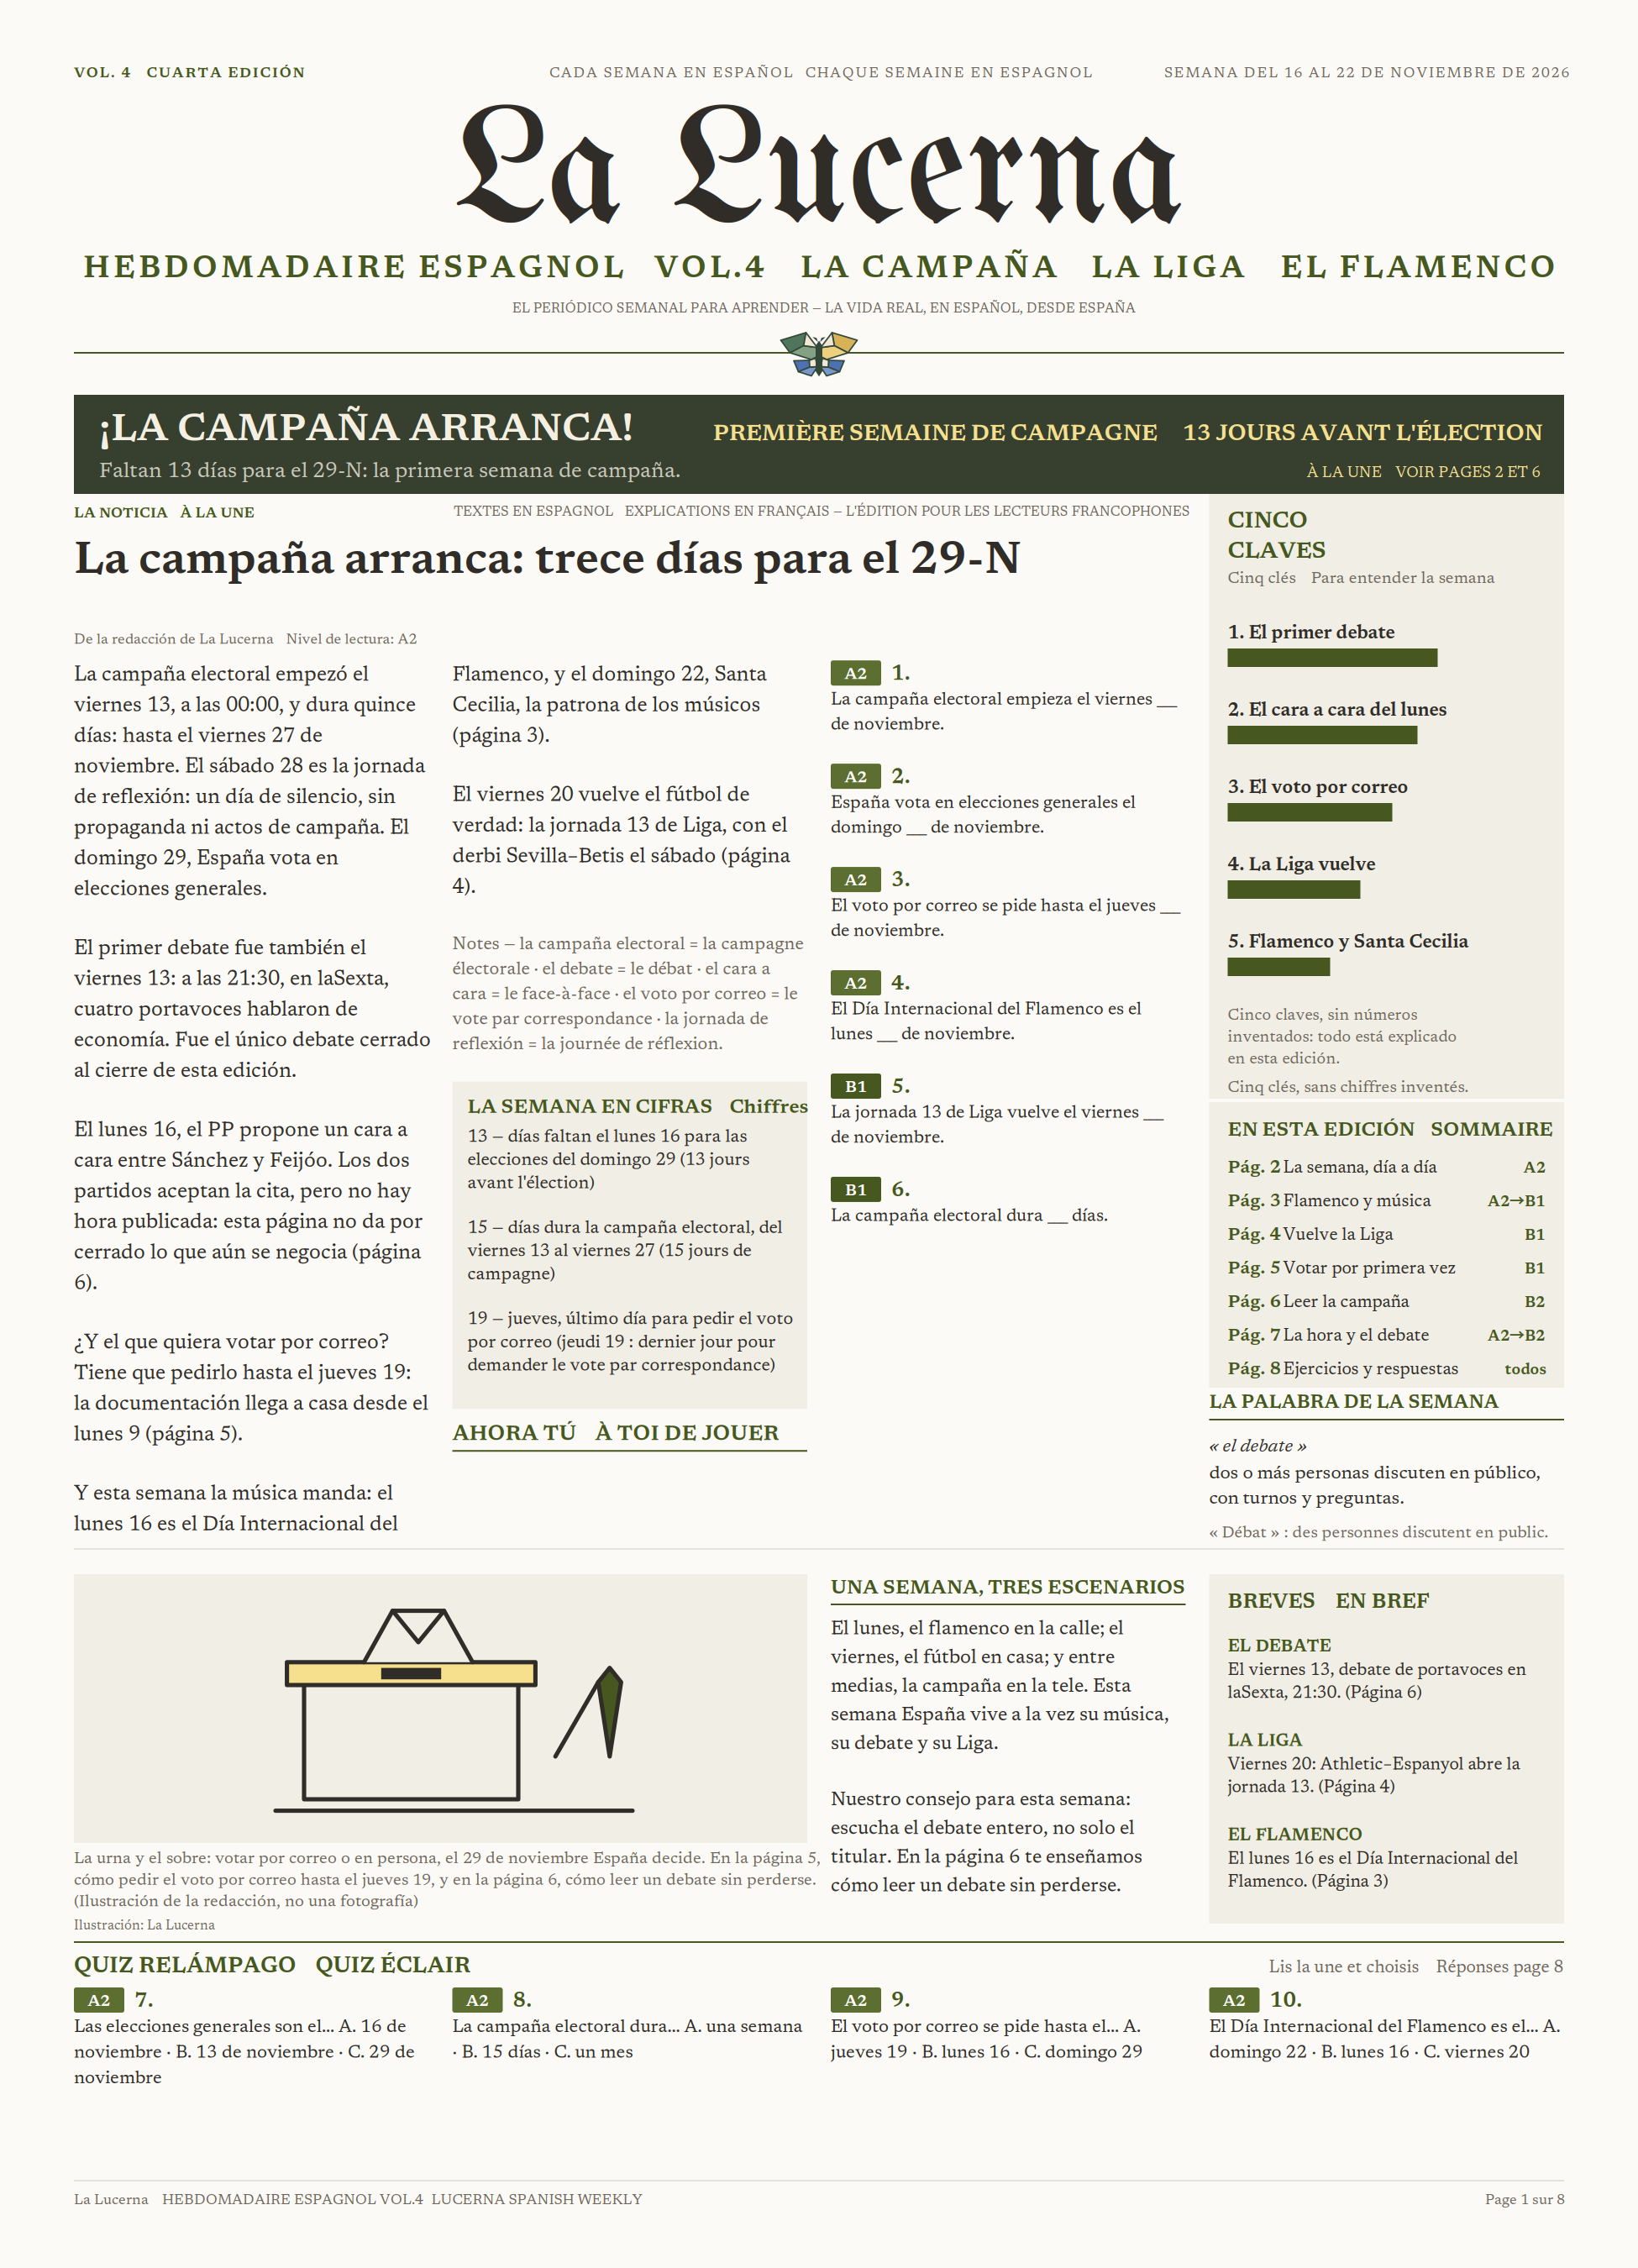 VOL. 4 CUARTA EDICIÓN
CADA SEMANA EN ESPAÑOL CHAQUE SEMAINE EN ESPAGNOL
SEMANA DEL 16 AL 22 DE NOVIEMBRE DE 2026
La Lucerna
HEBDOMADAIRE ESPAGNOL VOL.4 LA CAMPAÑA LA LIGA EL FLAMENCO
EL PERIÓDICO SEMANAL PARA APRENDER – LA VIDA REAL, EN ESPAÑOL, DESDE ESPAÑA
¡LA CAMPAÑA ARRANCA!
PREMIÈRE SEMAINE DE CAMPAGNE 13 JOURS AVANT L'ÉLECTION
Faltan 13 días para el 29-N: la primera semana de campaña.
À LA UNE VOIR PAGES 2 ET 6
LA NOTICIA À LA UNE
TEXTES EN ESPAGNOL EXPLICATIONS EN FRANÇAIS – L'ÉDITION POUR LES LECTEURS FRANCOPHONES
La campaña arranca: trece días para el 29-N
De la redacción de La Lucerna Nivel de lectura: A2
La campaña electoral empezó el
viernes 13, a las 00:00, y dura quince
días: hasta el viernes 27 de
noviembre. El sábado 28 es la jornada
de reflexión: un día de silencio, sin
propaganda ni actos de campaña. El
domingo 29, España vota en
elecciones generales.
El primer debate fue también el
viernes 13: a las 21:30, en laSexta,
cuatro portavoces hablaron de
economía. Fue el único debate cerrado
al cierre de esta edición.
El lunes 16, el PP propone un cara a
cara entre Sánchez y Feijóo. Los dos
partidos aceptan la cita, pero no hay
hora publicada: esta página no da por
cerrado lo que aún se negocia (página
6).
¿Y el que quiera votar por correo?
Tiene que pedirlo hasta el jueves 19:
la documentación llega a casa desde el
lunes 9 (página 5).
Y esta semana la música manda: el
lunes 16 es el Día Internacional del
Flamenco, y el domingo 22, Santa
Cecilia, la patrona de los músicos
(página 3).
El viernes 20 vuelve el fútbol de
verdad: la jornada 13 de Liga, con el
derbi Sevilla–Betis el sábado (página
4).
Notes – la campaña electoral = la campagne
électorale · el debate = le débat · el cara a
cara = le face-à-face · el voto por correo = le
vote par correspondance · la jornada de
reflexión = la journée de réflexion.
LA SEMANA EN CIFRAS Chiffres
13 – días faltan el lunes 16 para las
elecciones del domingo 29 (13 jours
avant l'élection)
15 – días dura la campaña electoral, del
viernes 13 al viernes 27 (15 jours de
campagne)
19 – jueves, último día para pedir el voto
por correo (jeudi 19 : dernier jour pour
demander le vote par correspondance)
AHORA TÚ À TOI DE JOUER
A2 1.
La campaña electoral empieza el viernes __
de noviembre.
A2 2.
España vota en elecciones generales el
domingo __ de noviembre.
A2 3.
El voto por correo se pide hasta el jueves __
de noviembre.
A2 4.
El Día Internacional del Flamenco es el
lunes __ de noviembre.
B1 5.
La jornada 13 de Liga vuelve el viernes __
de noviembre.
B1 6.
La campaña electoral dura __ días.
CINCO
CLAVES
Cinq clés Para entender la semana
1. El primer debate
2. El cara a cara del lunes
3. El voto por correo
4. La Liga vuelve
5. Flamenco y Santa Cecilia
Cinco claves, sin números
inventados: todo está explicado
en esta edición.
Cinq clés, sans chiffres inventés.
EN ESTA EDICIÓN SOMMAIRE
Pág. 2 La semana, día a día A2
Pág. 3 Flamenco y música A2→B1
Pág. 4 Vuelve la Liga B1
Pág. 5 Votar por primera vez B1
Pág. 6 Leer la campaña B2
Pág. 7 La hora y el debate A2→B2
Pág. 8 Ejercicios y respuestas todos
LA PALABRA DE LA SEMANA
« el debate »
dos o más personas discuten en público,
con turnos y preguntas.
« Débat » : des personnes discutent en public.
La urna y el sobre: votar por correo o en persona, el 29 de noviembre España decide. En la página 5,
cómo pedir el voto por correo hasta el jueves 19, y en la página 6, cómo leer un debate sin perderse.
(Ilustración de la redacción, no una fotografía)
Ilustración: La Lucerna
UNA SEMANA, TRES ESCENARIOS
El lunes, el flamenco en la calle; el
viernes, el fútbol en casa; y entre
medias, la campaña en la tele. Esta
semana España vive a la vez su música,
su debate y su Liga.
Nuestro consejo para esta semana:
escucha el debate entero, no solo el
titular. En la página 6 te enseñamos
cómo leer un debate sin perderse.
BREVES EN BREF
EL DEBATE
El viernes 13, debate de portavoces en
laSexta, 21:30. (Página 6)
LA LIGA
Viernes 20: Athletic–Espanyol abre la
jornada 13. (Página 4)
EL FLAMENCO
El lunes 16 es el Día Internacional del
Flamenco. (Página 3)
QUIZ RELÁMPAGO QUIZ ÉCLAIR
Lis la une et choisis Réponses page 8
A2 7.
Las elecciones generales son el... A. 16 de
noviembre · B. 13 de noviembre · C. 29 de
noviembre
A2 8.
La campaña electoral dura... A. una semana
· B. 15 días · C. un mes
A2 9.
El voto por correo se pide hasta el... A.
jueves 19 · B. lunes 16 · C. domingo 29
A2 10.
El Día Internacional del Flamenco es el... A.
domingo 22 · B. lunes 16 · C. viernes 20
La Lucerna HEBDOMADAIRE ESPAGNOL VOL.4 LUCERNA SPANISH WEEKLY
Page 1 sur 8